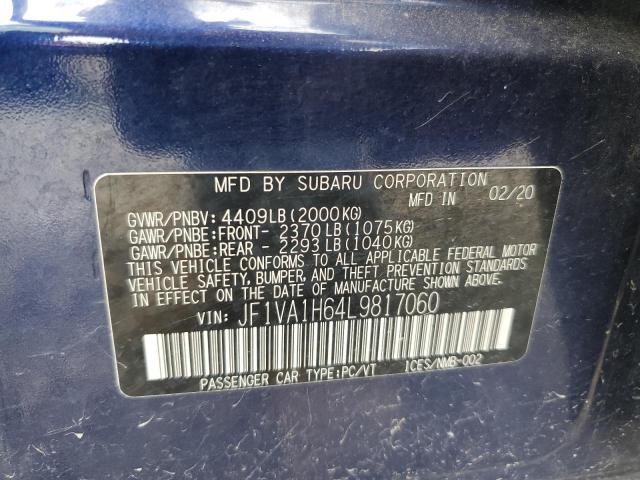 MFD BY SUBARU CORPORATION
MFD IN 02/20
GVWR/PNBV: 4409LB(2000KG)
GAWR/PNBE:FRONT- 2370LB(1075KG)
GAWR/PNBE:REAR - 2293LB(1040KG)
THIS VEHICLE CONFORMS TO ALL APPLICABLE FEDERAL MOTOR
VEHICLE SAFETY, BUMPER, AND THEFT PREVENTION STANDARDS
IN EFFECT ON THE DATE OF MANUFACTURE SHOWN ABOVE.
VIN: JF1VA1H64L9817060
PASSENGER CAR TYPE:PC/VT ICES/NMB-002